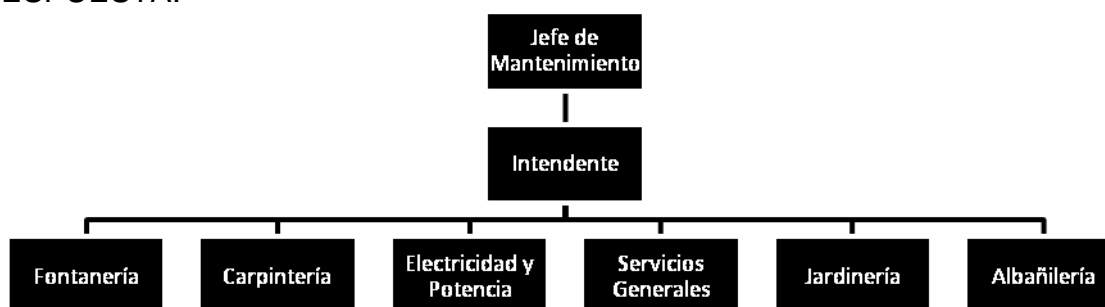 Jefe de
Mantenimiento
Intendente
Fontanería
Carpintería
Electricidad y
Potencia
Servicios
Generales
Jardinería
Albañilería